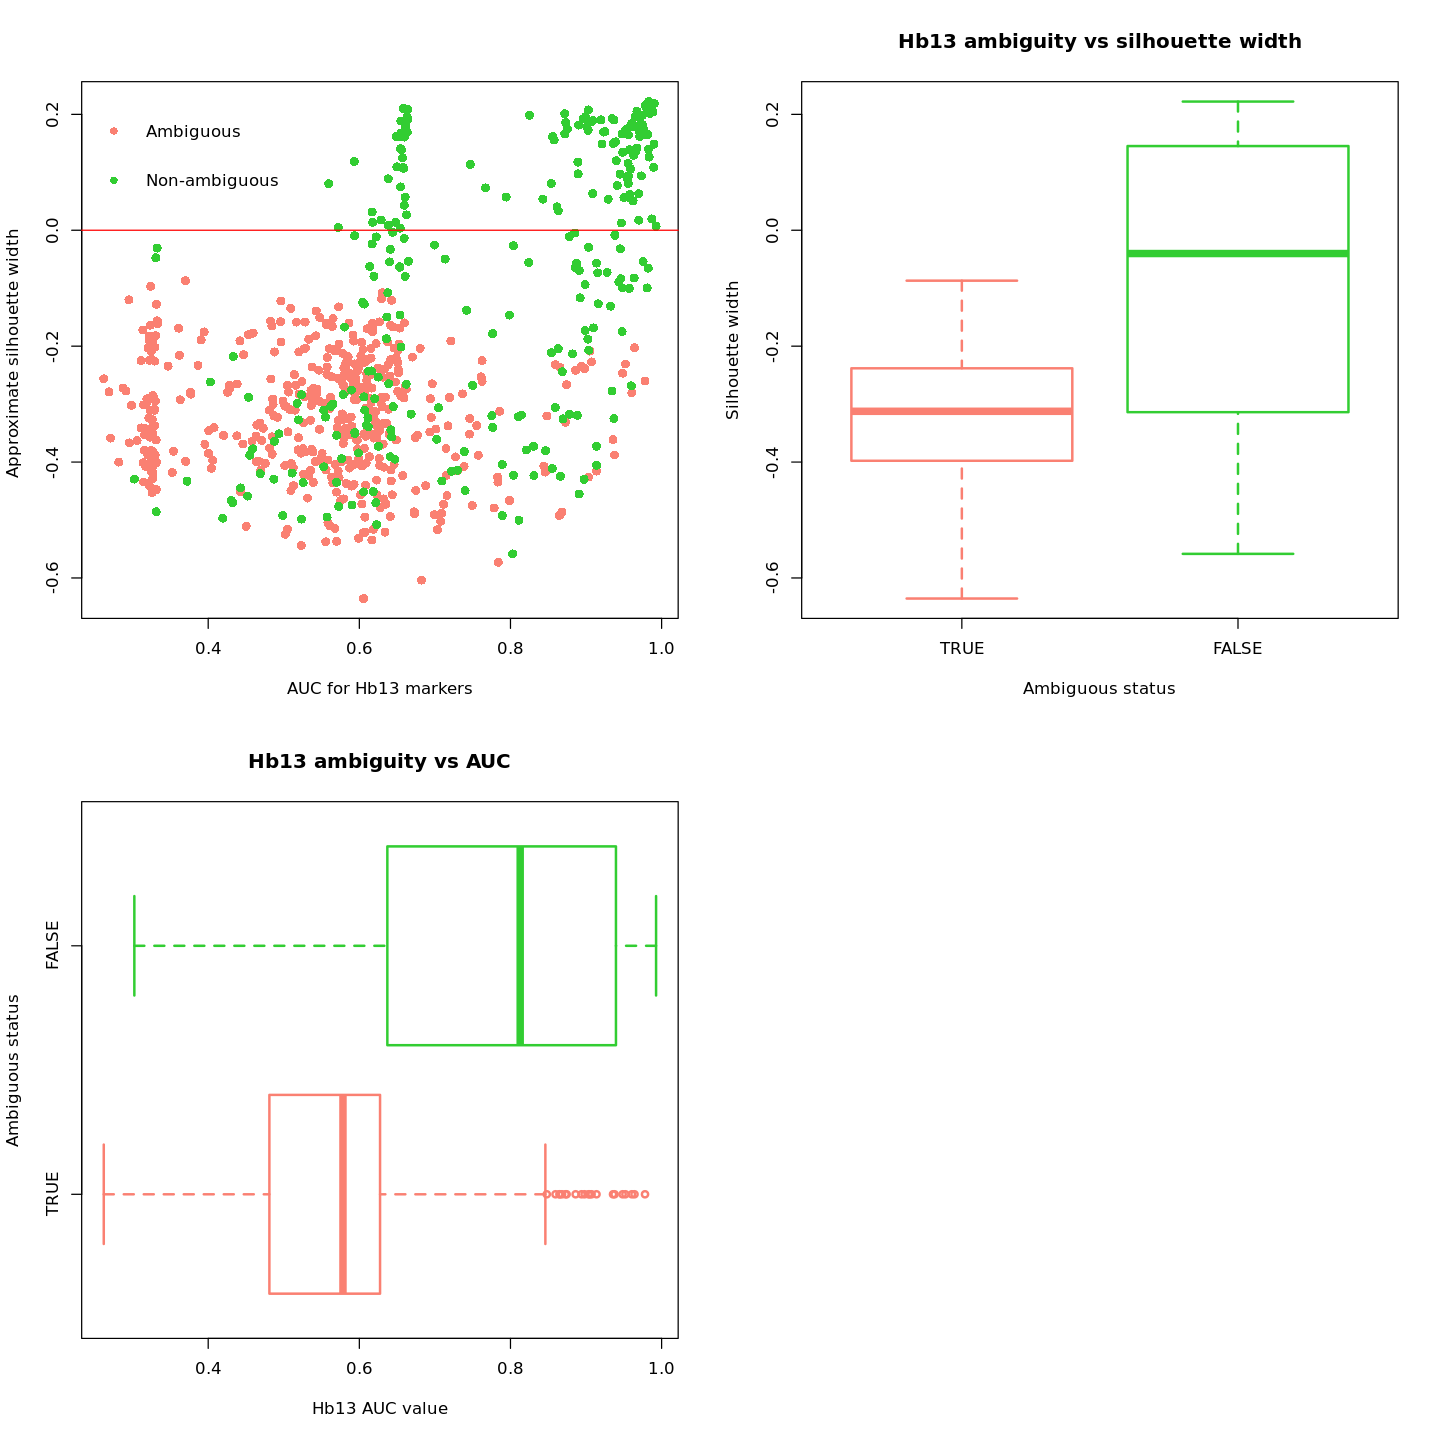 Approximate silhouette width
0.2
0.0
-0.2
-0.4
-0.6
Ambiguous
Non-ambiguous
0.4 0.6 0.8 1.0
AUC for Hb13 markers
Hb13 ambiguity vs silhouette width
Silhouette width
0.2
0.0
-0.2
-0.4
-0.6
TRUE FALSE
Ambiguous status
Hb13 ambiguity vs AUC
Ambiguous status
FALSE
TRUE
0.4 0.6 0.8 1.0
Hb13 AUC value